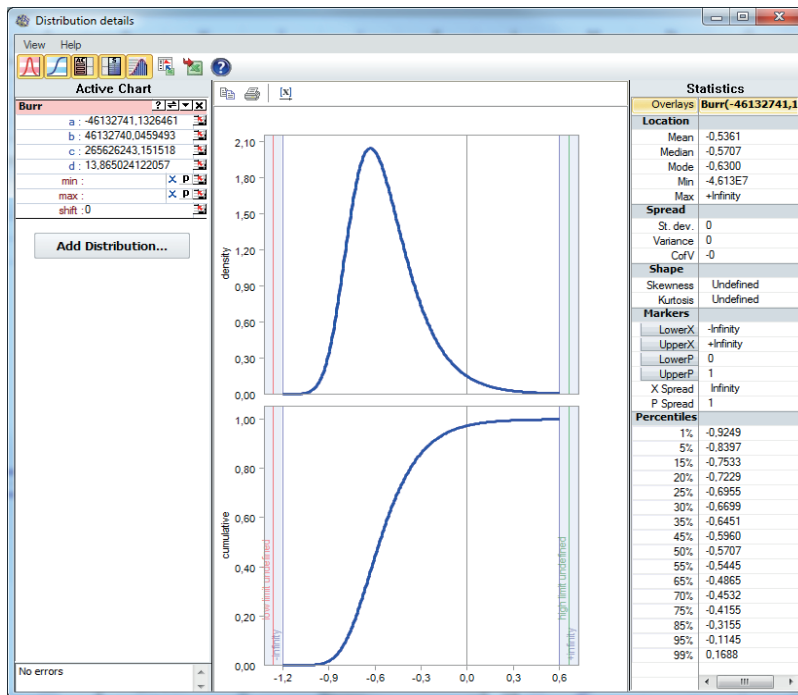 Distribution details
View Help
Active Chart
Burr ? x
a : -46132741,1326461
b : 46132740,0459493
c : 265626243,151518
d : 13,865024122057
min : X P
max : X P
shift : 0
Add Distribution...
No errors
[x]
2,10
1,80
1,50
1,20
0,90
0,60
0,30
0,00
density
1,00
0,80
0,60
0,40
0,20
0,00
cumulative
low limit undefined
-Infinity
high limit undefined
+Infinity
-1,2 -0,9 -0,6 -0,3 0,0 0,3 0,6
Statistics
Overlays Burr(-46132741,1
Location
Mean -0,5361
Median -0,5707
Mode -0,6300
Min -4,613E7
Max +Infinity
Spread
St. dev. 0
Variance 0
CofV -0
Shape
Skewness Undefined
Kurtosis Undefined
Markers
LowerX -Infinity
UpperX +Infinity
LowerP 0
UpperP 1
X Spread Infinity
P Spread 1
Percentiles
1% -0,9249
5% -0,8397
15% -0,7533
20% -0,7229
25% -0,6955
30% -0,6699
35% -0,6451
45% -0,5960
50% -0,5707
55% -0,5445
65% -0,4865
70% -0,4532
75% -0,4155
85% -0,3155
95% -0,1145
99% 0,1688